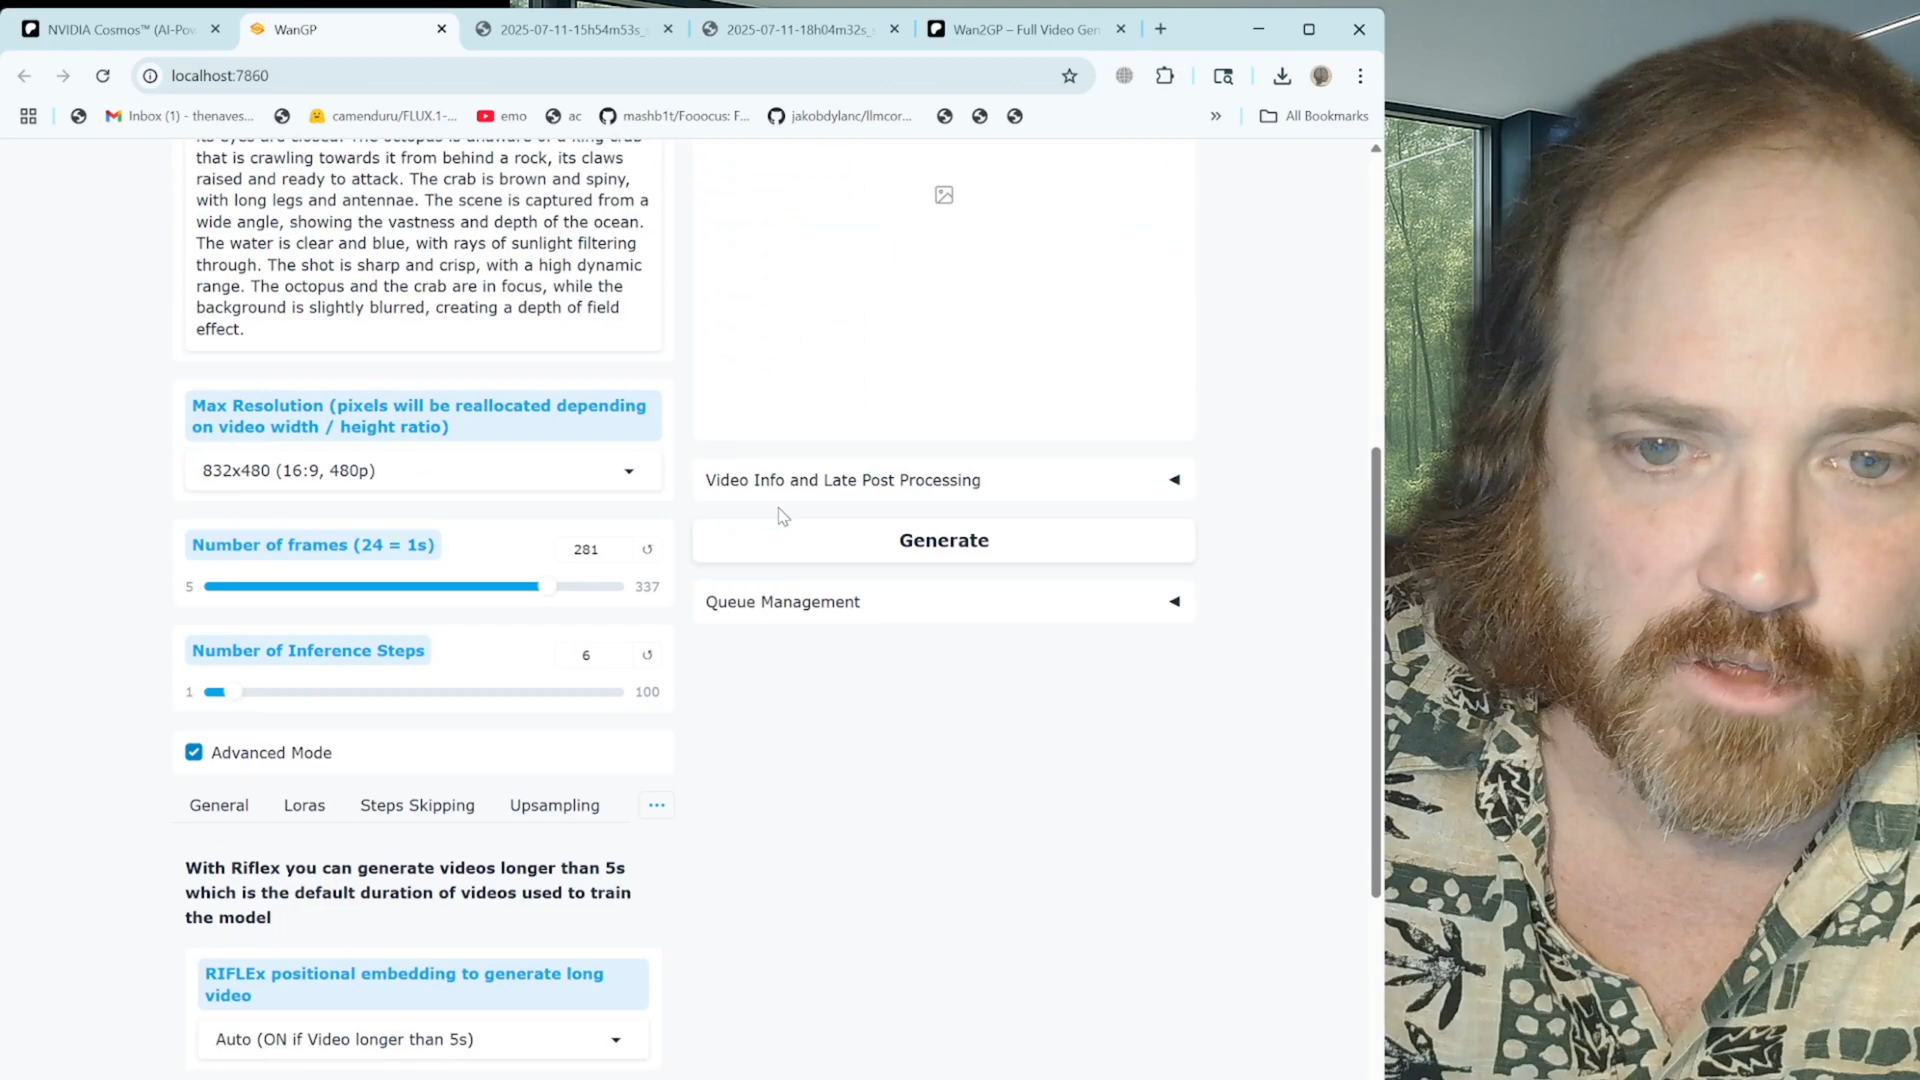 NVIDIA Cosmos™ (AI-Pov
WanGP
2025-07-11-15h54m53s_
2025-07-11-18h04m32s_
Wan2GP – Full Video Gen
localhost:7860
Inbox (1) - thenaves...
camenduru/FLUX.1-...
emo
ac
mashb1t/Fooocus: F...
jakobdylanc/llmcor...
»
All Bookmarks
that is crawling towards it from behind a rock, its claws
raised and ready to attack. The crab is brown and spiny,
with long legs and antennae. The scene is captured from a
wide angle, showing the vastness and depth of the ocean.
The water is clear and blue, with rays of sunlight filtering
through. The shot is sharp and crisp, with a high dynamic
range. The octopus and the crab are in focus, while the
background is slightly blurred, creating a depth of field
effect.
Max Resolution (pixels will be reallocated depending
on video width / height ratio)
832x480 (16:9, 480p)
Number of frames (24 = 1s)
281
5
337
Number of Inference Steps
6
1
100
Advanced Mode
General
Loras
Steps Skipping
Upsampling
...
With Riflex you can generate videos longer than 5s
which is the default duration of videos used to train
the model
RIFLEx positional embedding to generate long
video
Auto (ON if Video longer than 5s)
Video Info and Late Post Processing
Generate
Queue Management